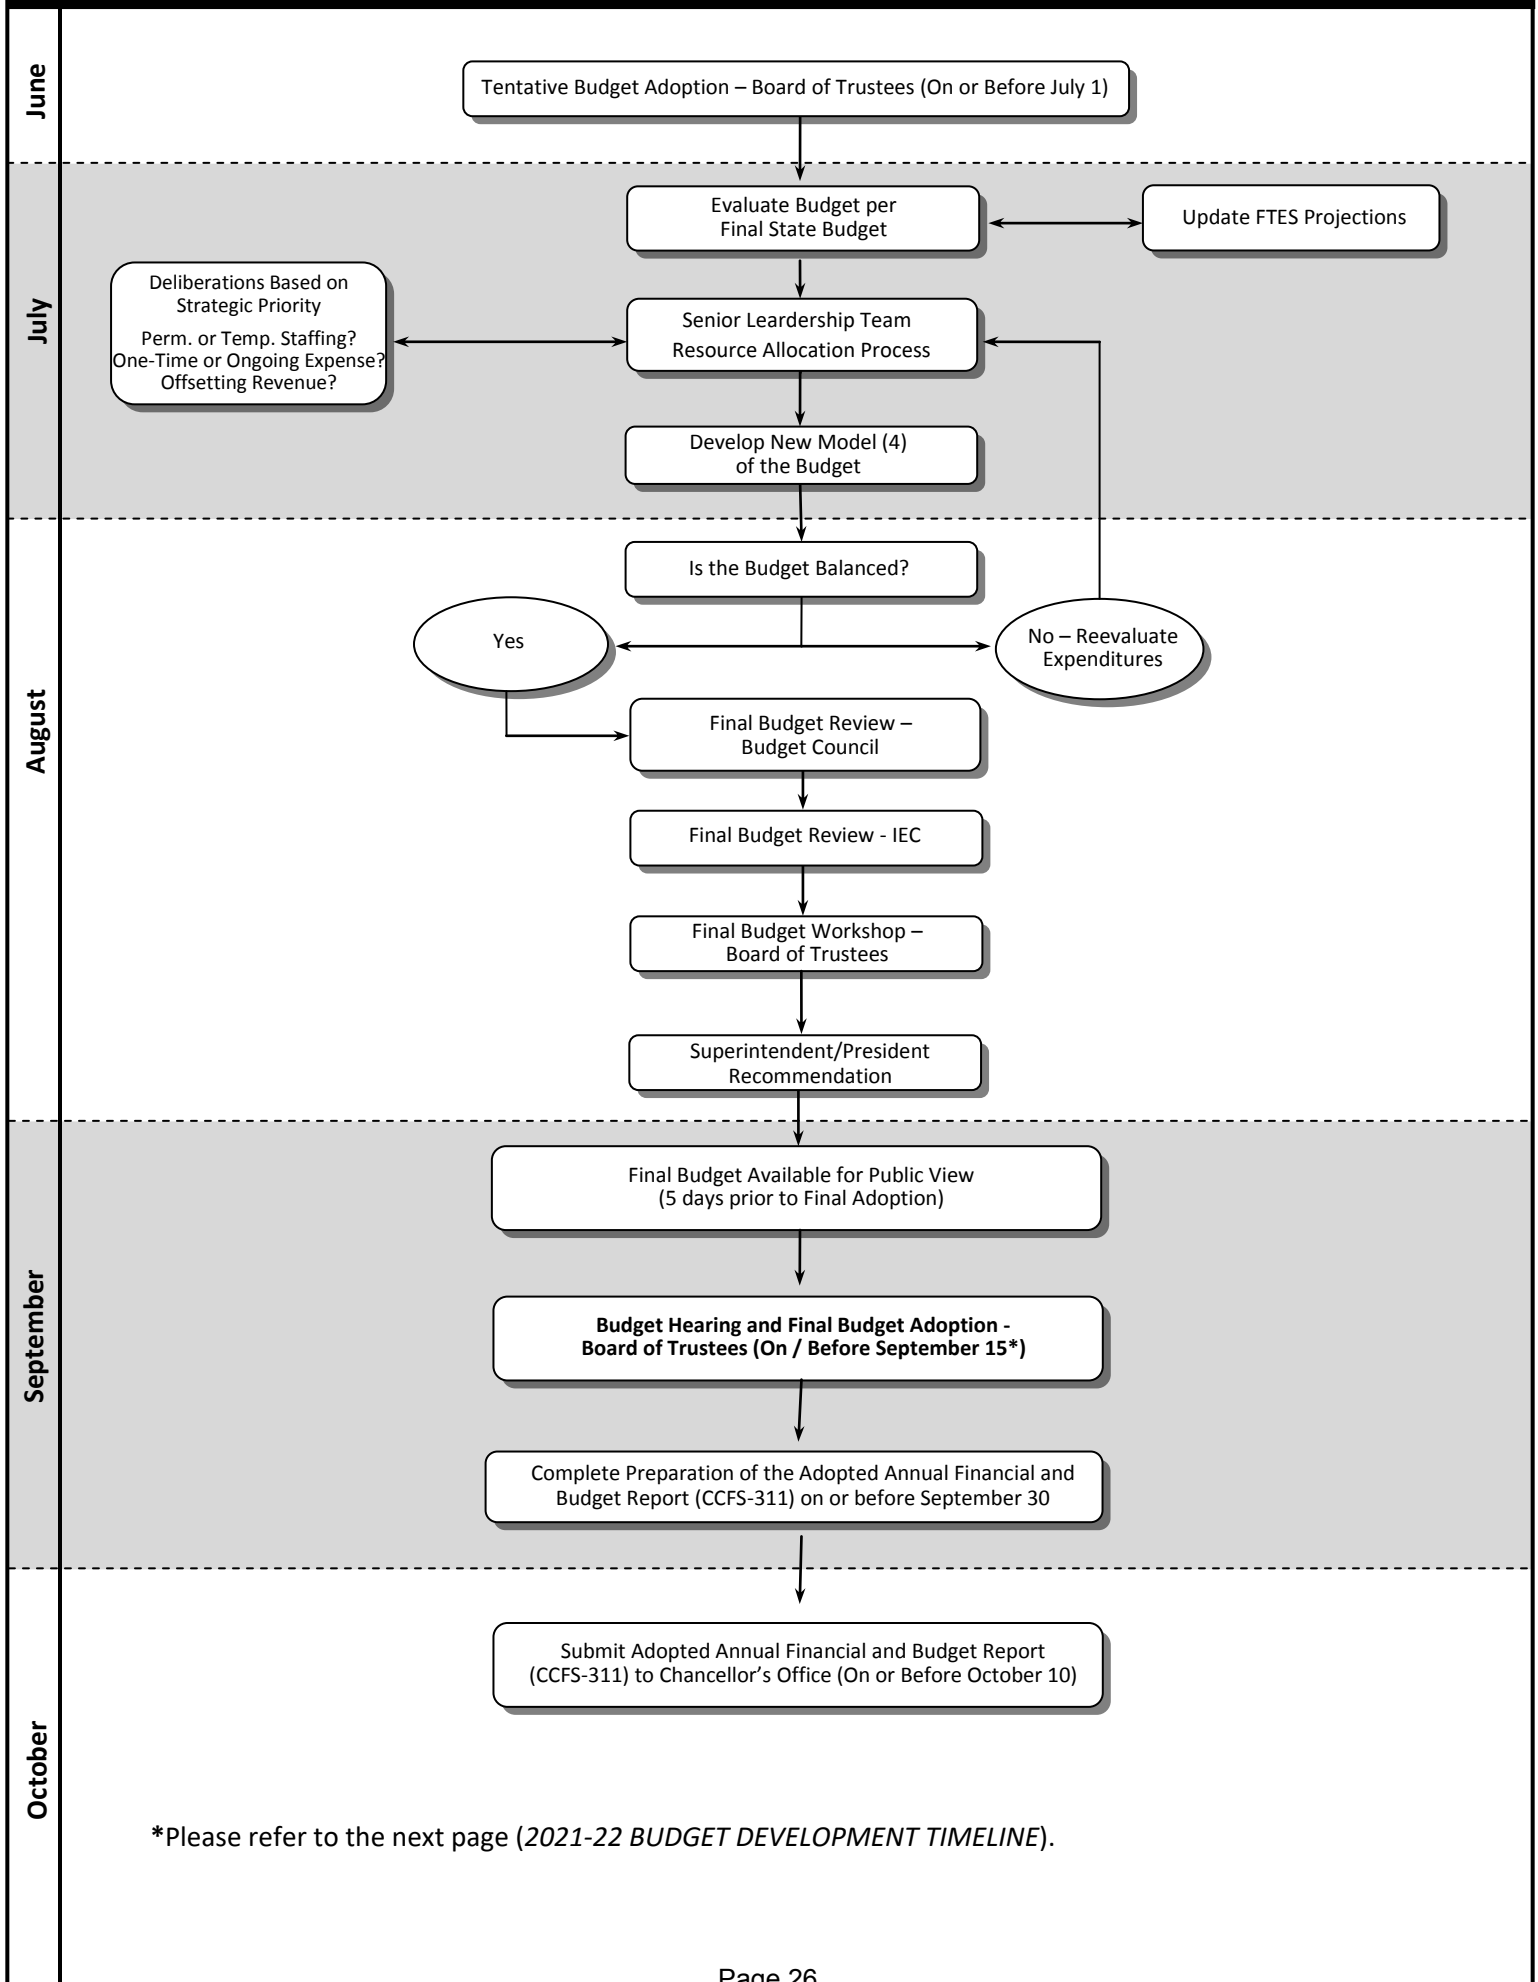 June
Tentative Budget Adoption – Board of Trustees (On or Before July 1)
July
Evaluate Budget per
Final State Budget
Update FTES Projections
Deliberations Based on
Strategic Priority
Perm. or Temp. Staffing?
One-Time or Ongoing Expense?
Offsetting Revenue?
Senior Leardership Team
Resource Allocation Process
Develop New Model (4)
of the Budget
August
Is the Budget Balanced?
Yes
No – Reevaluate
Expenditures
Final Budget Review –
Budget Council
Final Budget Review - IEC
Final Budget Workshop –
Board of Trustees
Superintendent/President
Recommendation
September
Final Budget Available for Public View
(5 days prior to Final Adoption)
Budget Hearing and Final Budget Adoption -
Board of Trustees (On / Before September 15*)
Complete Preparation of the Adopted Annual Financial and
Budget Report (CCFS-311) on or before September 30
October
Submit Adopted Annual Financial and Budget Report
(CCFS-311) to Chancellor’s Office (On or Before October 10)
*Please refer to the next page (2021-22 BUDGET DEVELOPMENT TIMELINE).
Page 26